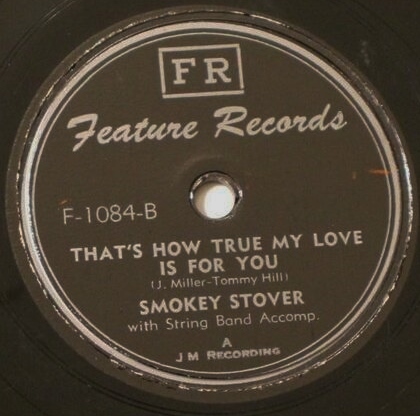 FR
Feature Records
F-1084-B
THAT'S HOW TRUE MY LOVE
IS FOR YOU
(J. Miller-Tommy Hill)
SMOKEY STOVER
with String Band Accomp.
A
J M RECORDING